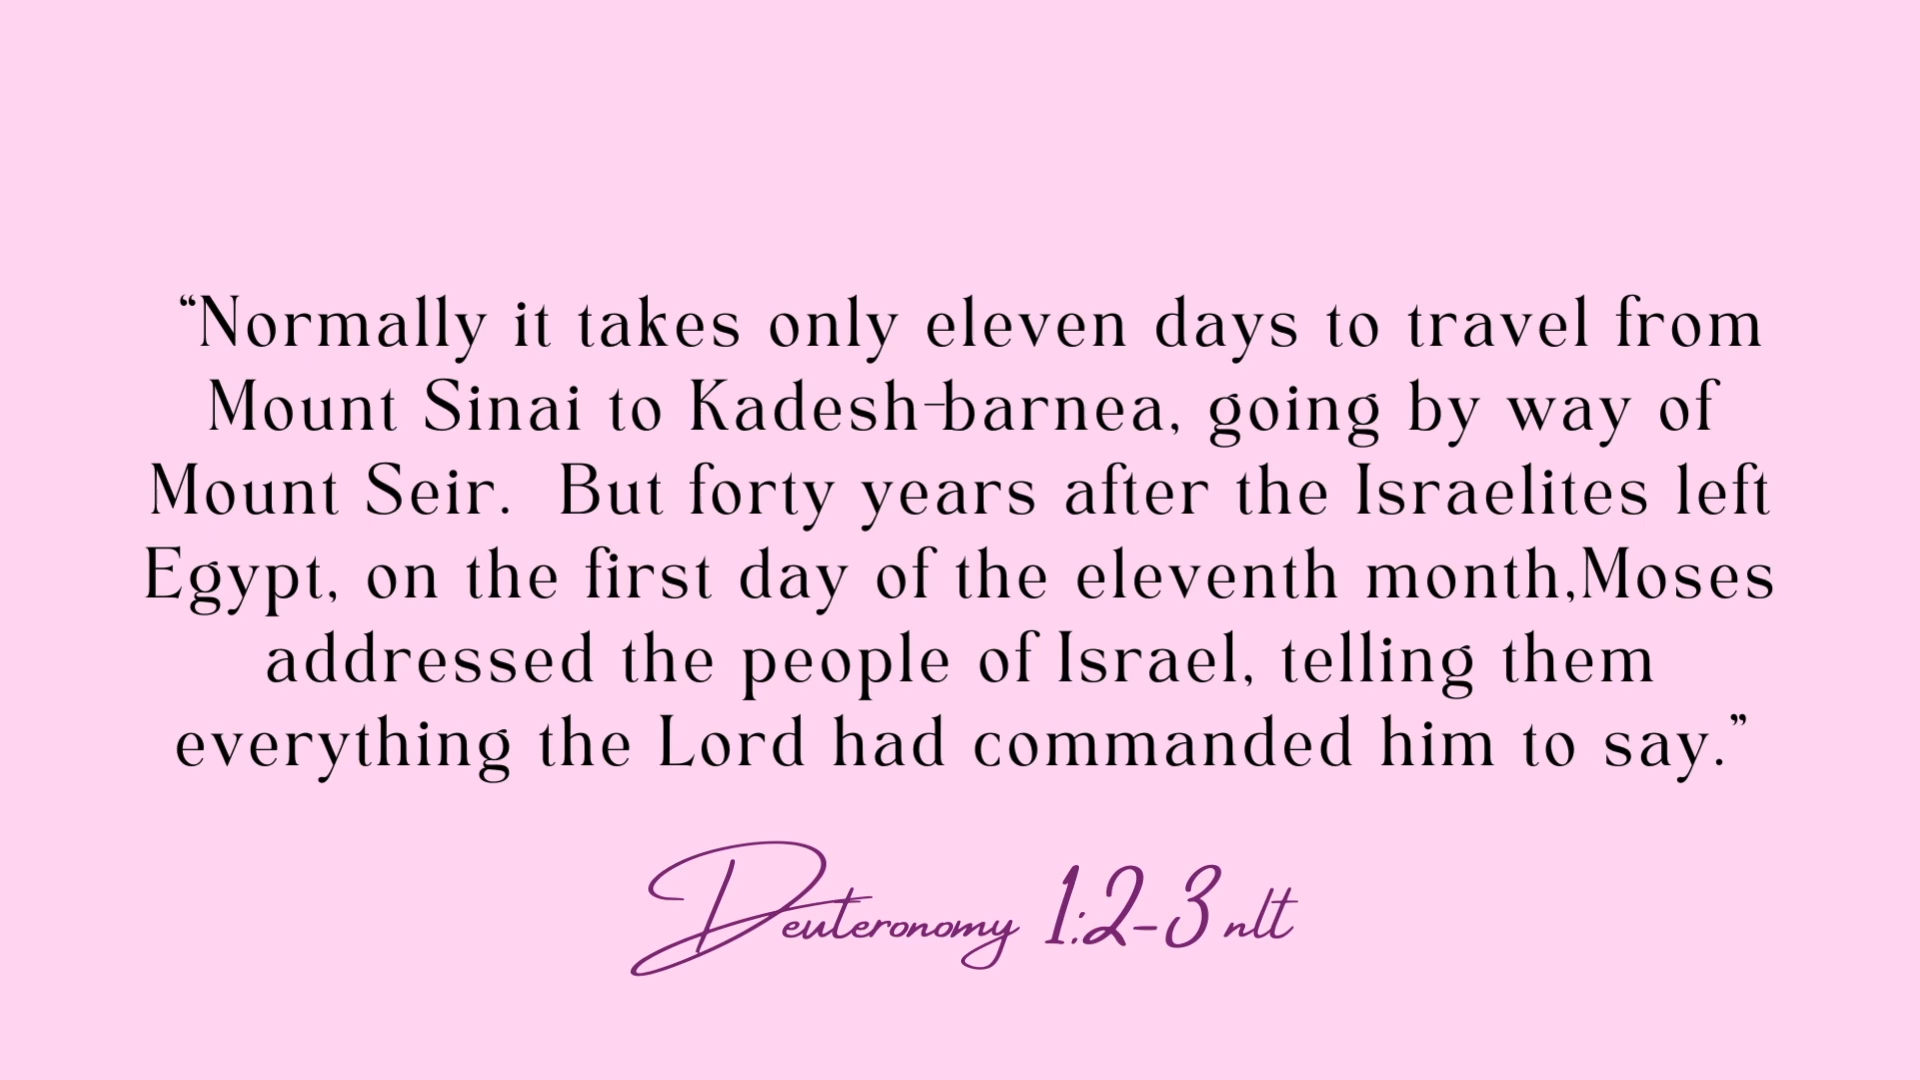 “Normally it takes only eleven days to travel from
Mount Sinai to Kadesh-barnea, going by way of
Mount Seir.  But forty years after the Israelites left
Egypt, on the first day of the eleventh month,Moses
addressed the people of Israel, telling them
everything the Lord had commanded him to say.”
Deuteronomy 1:2-3 nlt